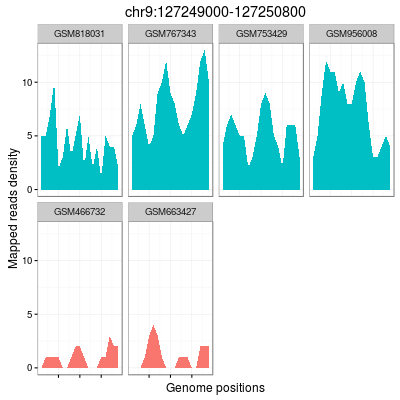 chr9:127249000-127250800
GSM818031 GSM767343 GSM753429 GSM956008
10
5
0
GSM466732 GSM663427
10
5
0
Mapped reads density
Genome positions